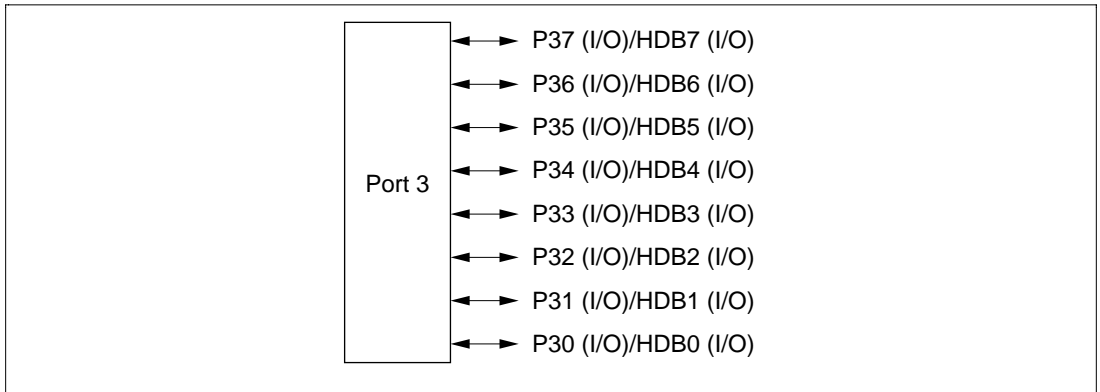 P37 (I/O)/HDB7 (I/O)
P36 (I/O)/HDB6 (I/O)
P35 (I/O)/HDB5 (I/O)
P34 (I/O)/HDB4 (I/O)
Port 3
P33 (I/O)/HDB3 (I/O)
P32 (I/O)/HDB2 (I/O)
P31 (I/O)/HDB1 (I/O)
P30 (I/O)/HDB0 (I/O)